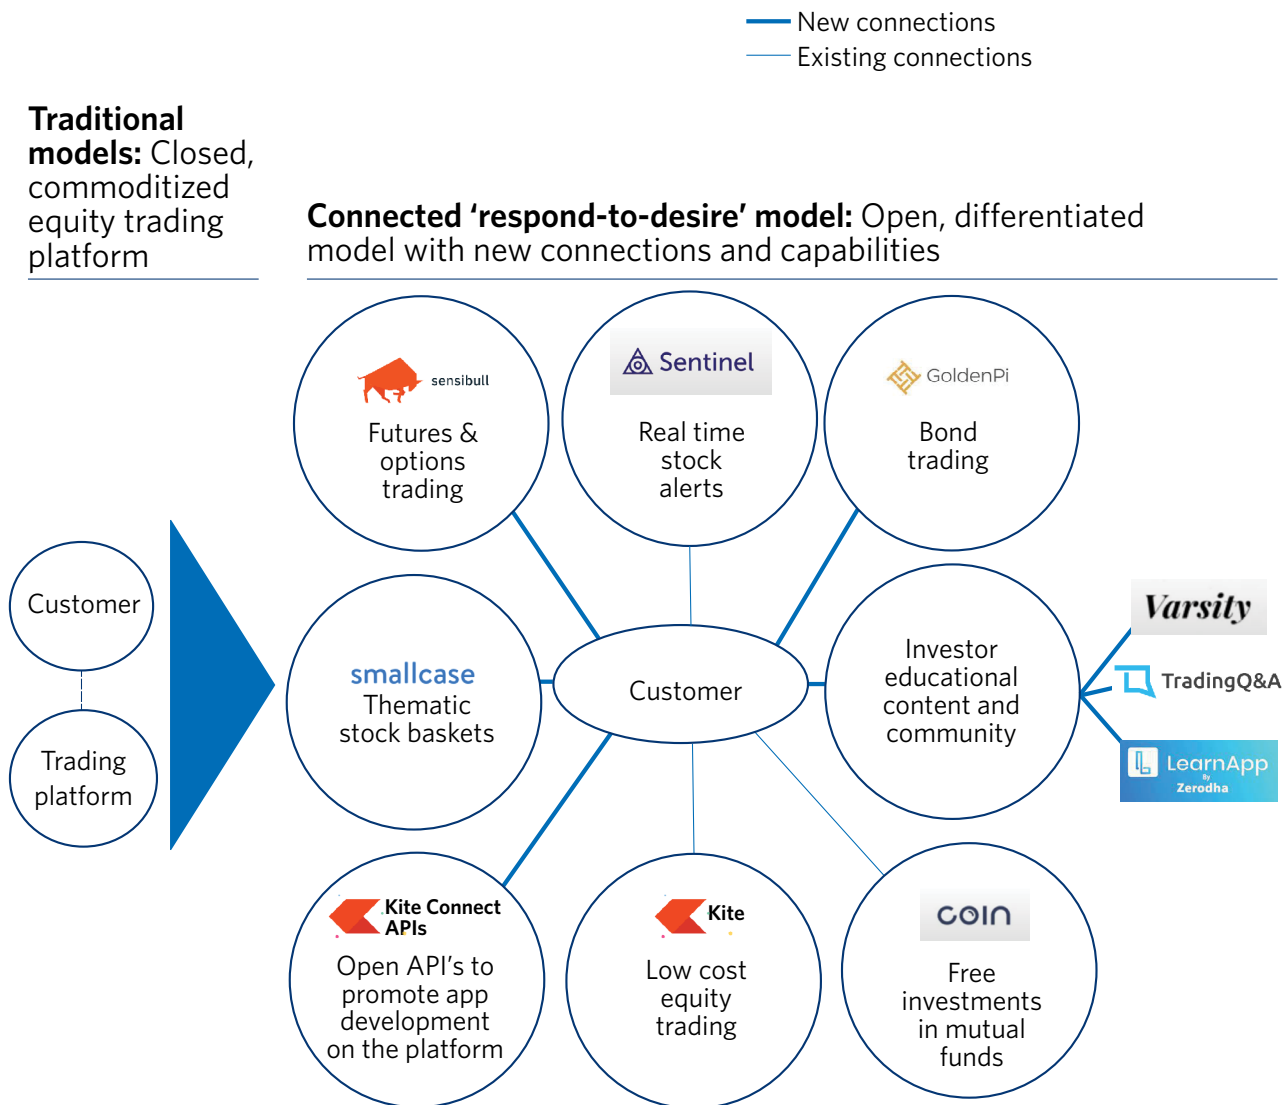 New connections
Existing connections
Traditional
models: Closed,
commoditized
equity trading
platform
Connected ‘respond-to-desire’ model: Open, differentiated
model with new connections and capabilities
sensibull
Futures &
options
trading
Sentinel
Real time
stock
alerts
GoldenPi
Bond
trading
Customer
Trading
platform
smallcase
Thematic
stock baskets
Customer
Investor
educational
content and
community
Varsity
TradingQ&A
LearnApp
By
Zerodha
Kite Connect
APIs
Open API's to
promote app
development
on the platform
Kite
Low cost
equity
trading
COIN
Free
investments
in mutual
funds